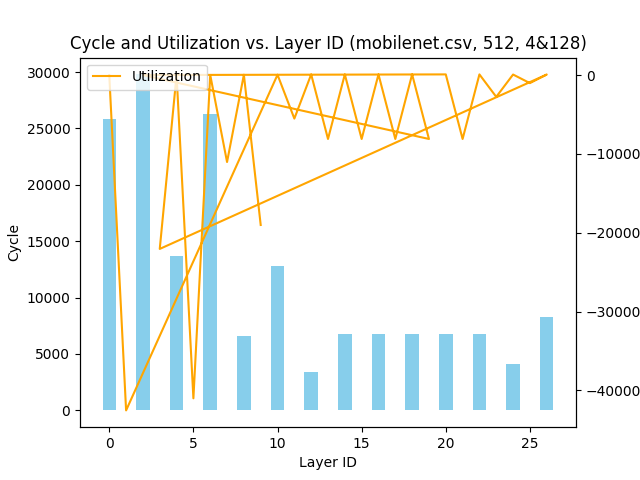 Cycle and Utilization vs. Layer ID (mobilenet.csv, 512, 4&128)
Utilization
30000
25000
20000
15000
10000
5000
0
Cycle
0
−10000
−20000
−30000
−40000
0 5 10 15 20 25
Layer ID